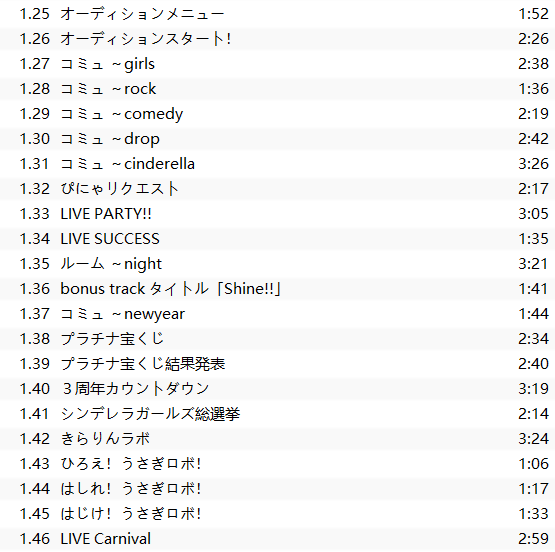 1.25 オーディションメニュー 1:52
1.26 オーディションスタート! 2:26
1.27 コミュ ～girls 2:38
1.28 コミュ ～rock 1:36
1.29 コミュ ～comedy 2:19
1.30 コミュ ～drop 2:42
1.31 コミュ ～cinderella 3:26
1.32 ぴにゃリクエスト 2:17
1.33 LIVE PARTY!! 3:05
1.34 LIVE SUCCESS 1:35
1.35 ルーム ～night 3:21
1.36 bonus track タイトル「Shine!!」 1:41
1.37 コミュ ～newyear 1:44
1.38 プラチナ宝くじ 2:34
1.39 プラチナ宝くじ結果発表 2:40
1.40 ３周年カウントダウン 3:19
1.41 シンデレラガールズ総選挙 2:14
1.42 きらりんラボ 3:24
1.43 ひろえ！うさぎロボ！ 1:06
1.44 はしれ！うさぎロボ！ 1:17
1.45 はじけ！うさぎロボ！ 1:33
1.46 LIVE Carnival 2:59